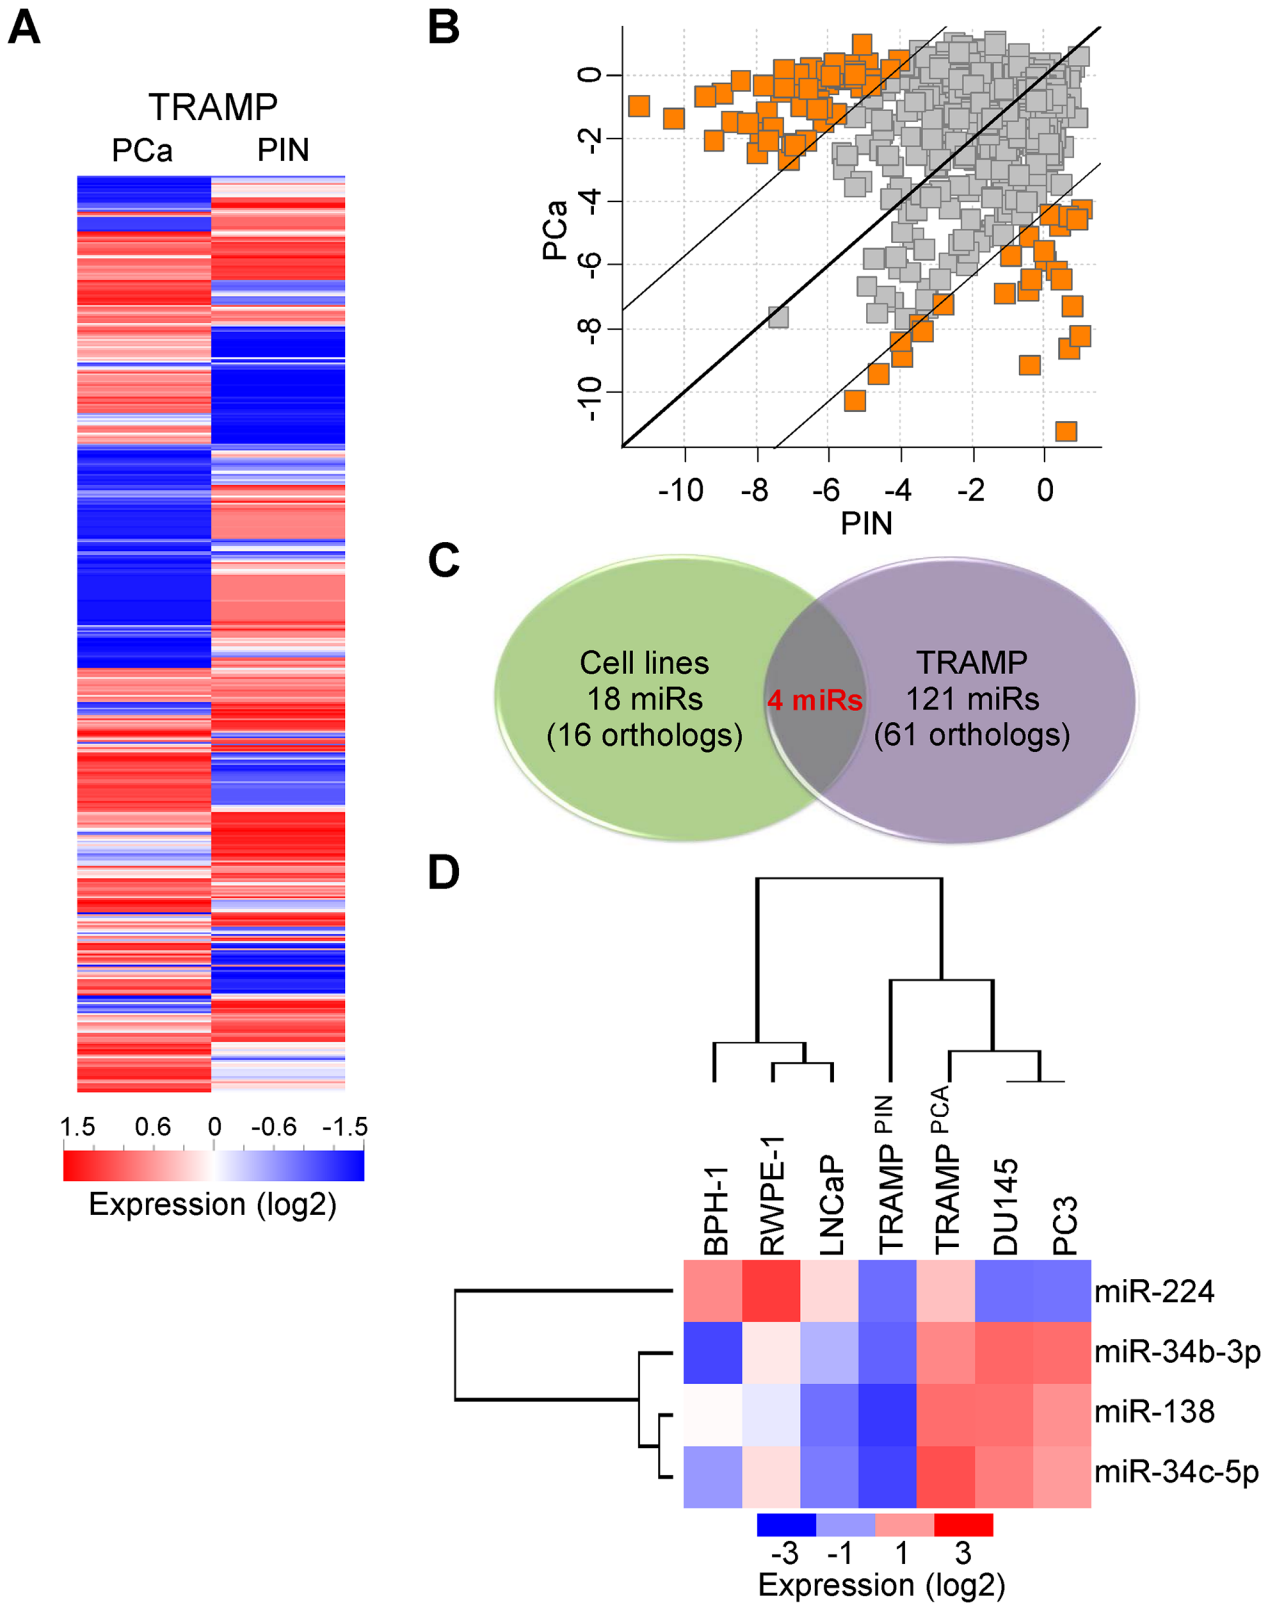 A
TRAMP
PCa PIN
1.5 0.6 0 -0.6 -1.5
Expression (log2)
B
PCa
0
-2
-4
-6
-8
-10
-10 -8 -6 -4 -2 0
PIN
C
Cell lines
18 miRs
(16 orthologs)
4 miRs
TRAMP
121 miRs
(61 orthologs)
D
BPH-1
RWPE-1
LNCaP
TRAMP PIN
TRAMP PCA
DU145
PC3
miR-224
miR-34b-3p
miR-138
miR-34c-5p
-3 -1 1 3
Expression (log2)